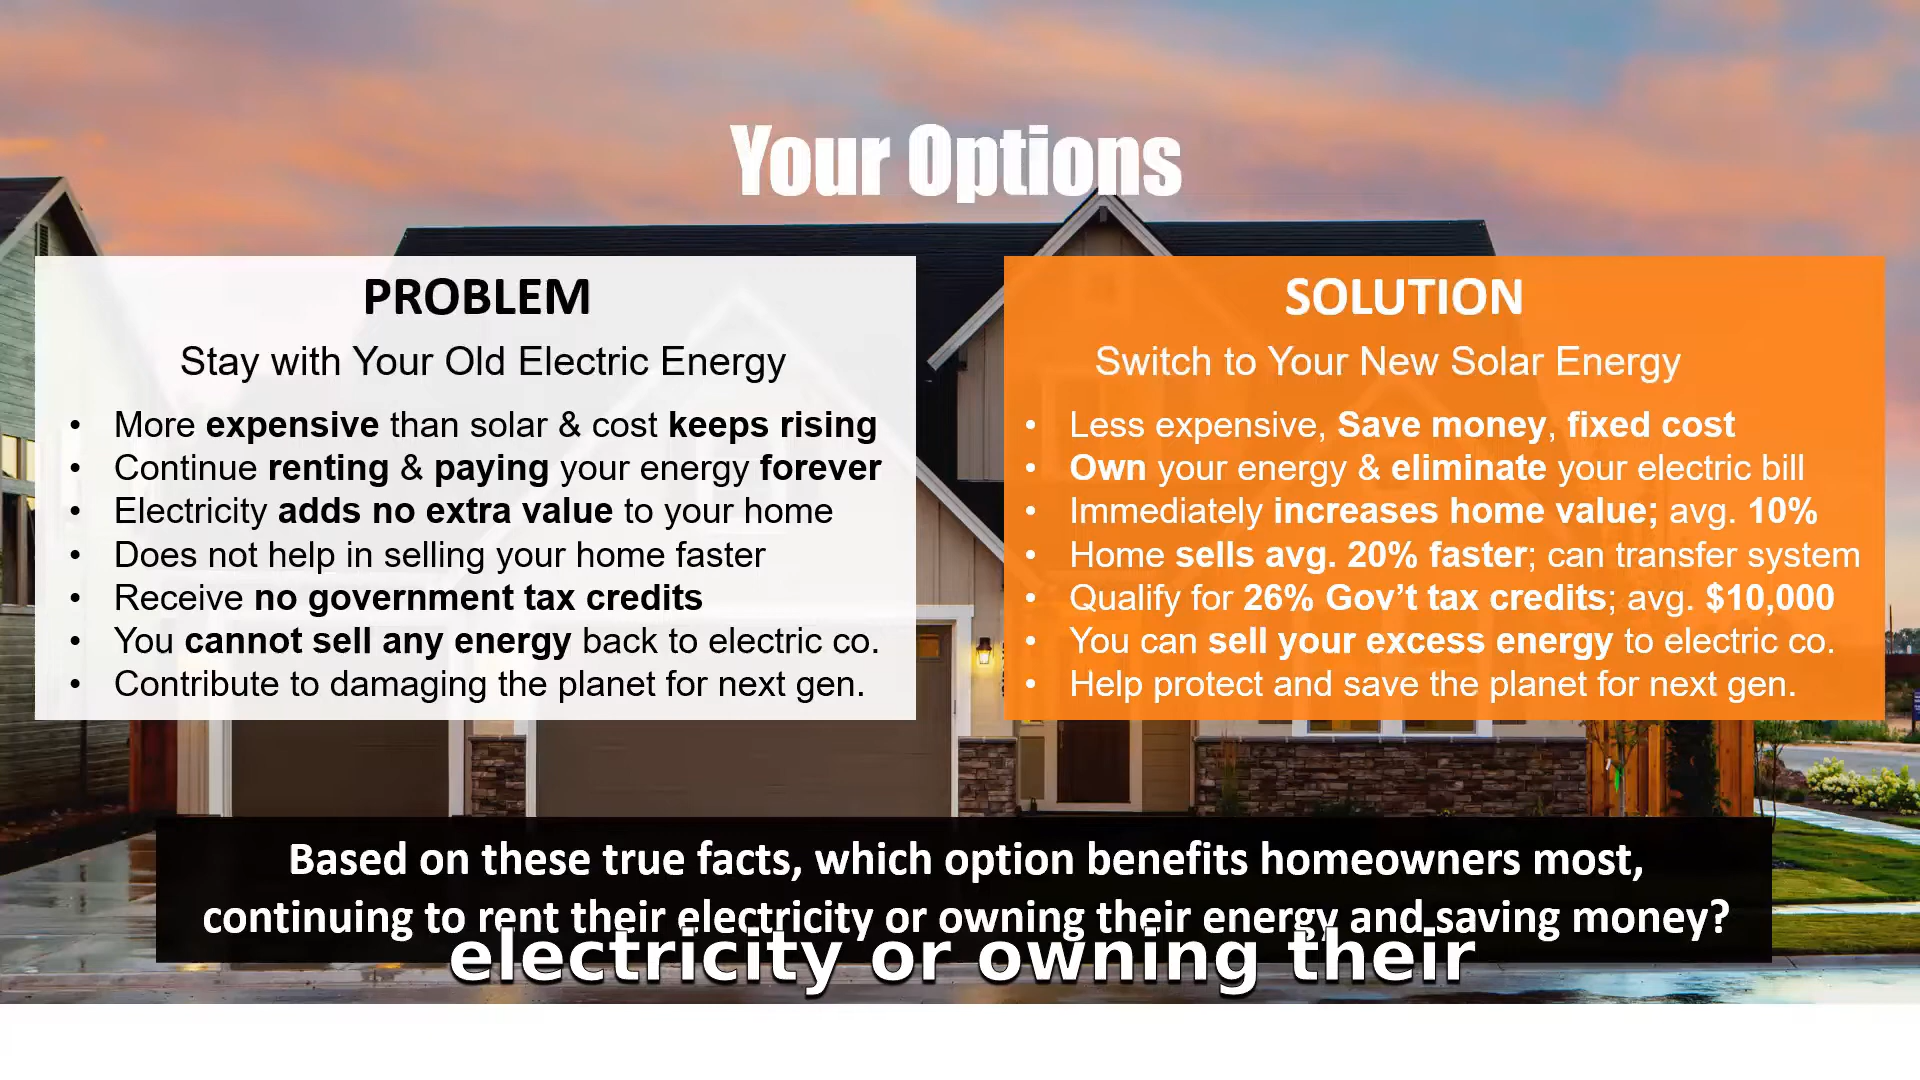 Your Options
PROBLEM
Stay with Your Old Electric Energy
• More expensive than solar & cost keeps rising
• Continue renting & paying your energy forever
• Electricity adds no extra value to your home
• Does not help in selling your home faster
• Receive no government tax credits
• You cannot sell any energy back to electric co.
• Contribute to damaging the planet for next gen.
SOLUTION
Switch to Your New Solar Energy
• Less expensive, Save money, fixed cost
• Own your energy & eliminate your electric bill
• Immediately increases home value; avg. 10%
• Home sells avg. 20% faster; can transfer system
• Qualify for 26% Gov’t tax credits; avg. $10,000
• You can sell your excess energy to electric co.
• Help protect and save the planet for next gen.
Based on these true facts, which option benefits homeowners most,
continuing to rent their electricity or owning their energy and saving money?
electricity or owning their